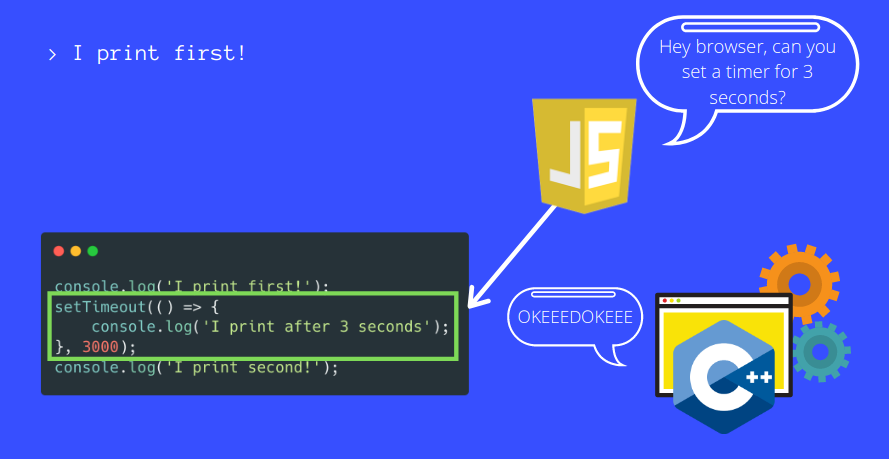 > I print first!
Hey browser, can you
set a timer for 3
seconds?
JS
console.log('I print first!');
setTimeout(() => {
    console.log('I print after 3 seconds');
}, 3000);
console.log('I print second!');
OKEEEDOKEEE
C++